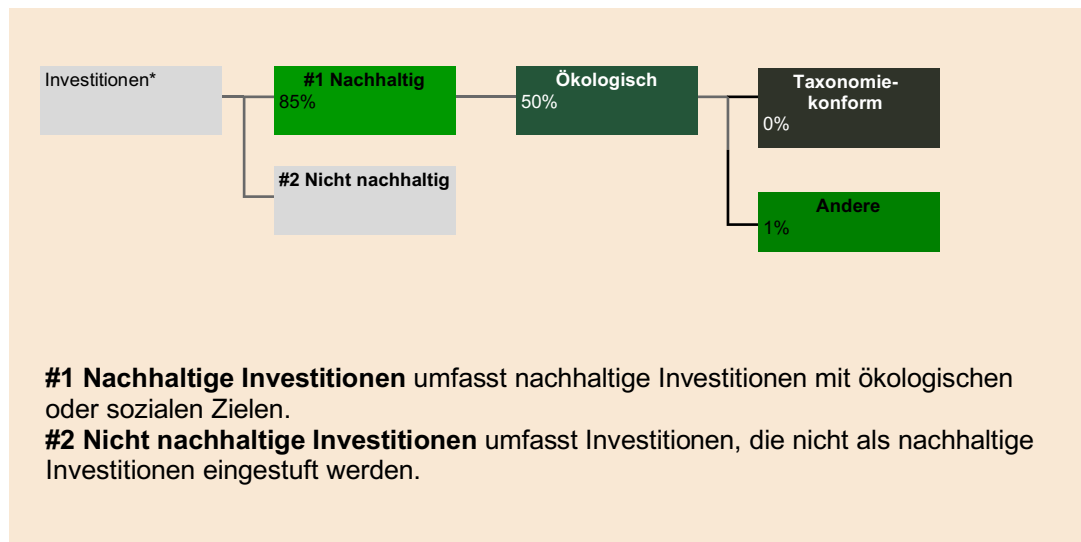 Investitionen*
#1 Nachhaltig
85%
Ökologisch
50%
Taxonomie-
konform
0%
#2 Nicht nachhaltig
Andere
1%
#1 Nachhaltige Investitionen umfasst nachhaltige Investitionen mit ökologischen
oder sozialen Zielen.
#2 Nicht nachhaltige Investitionen umfasst Investitionen, die nicht als nachhaltige
Investitionen eingestuft werden.